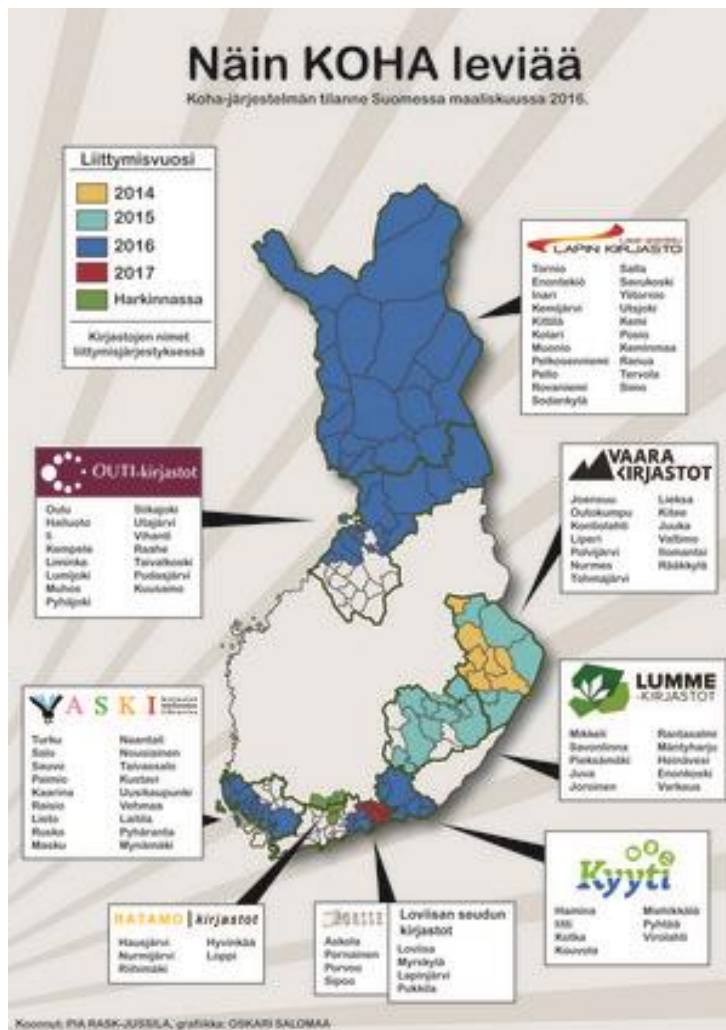 Näin KOHA leviää
Koha-järjestelmän tilanne Suomessa maaliskuussa 2016.
Liittymisvuosi
2014
2015
2016
2017
Harkinnassa
Kirjastojen nimet
liittymisjärjestyksessä
LAPIN KIRJASTO
Tornio
Enontekiö
Inari
Kemijärvi
Kittilä
Kolari
Muonio
Pelkosenniemi
Pello
Rovaniemi
Sodankylä
Salla
Savukoski
Ylitornio
Utsjoki
Kemi
Posio
Keminmaa
Ranua
Tervola
Simo
OUTI-kirjastot
Oulu
Hailuoto
Ii
Kempele
Liminka
Lumijoki
Muhos
Pyhäjoki
Siikajoki
Utajärvi
Vihanti
Raahe
Taivalkoski
Pudasjärvi
Kuusamo
VAARA
KIRJASTOT
Joensuu
Outokumpu
Kontiolahti
Liperi
Polvijärvi
Nurmes
Tohmajärvi
Lieksa
Kitee
Juuka
Valtimo
Ilomantsi
Rääkkylä
VASKI
Turku
Salo
Sauvo
Paimio
Kaarina
Raisio
Lieto
Rusko
Masku
Naantali
Nousiainen
Taivassalo
Kustavi
Uusikaupunki
Vehmaa
Laitila
Pyhäranta
Mynämäki
LUMME
-KIRJASTOT
Mikkeli
Savonlinna
Pieksämäki
Juva
Joroinen
Rantasalmi
Mäntyharju
Heinävesi
Enonkoski
Varkaus
Kyyti
Hamina
Iitti
Kotka
Kouvola
Miehikkälä
Pyhtää
Virolahti
RATAMO kirjastot
Hausjärvi
Nurmijärvi
Riihimäki
Hyvinkää
Loppi
Askola
Pornainen
Porvoo
Sipoo
Loviisan seudun
kirjastot
Loviisa
Myrskylä
Lapinjärvi
Pukkila
Koonnut: PIA RASK-JUSSILA, grafiikka: OSKARI SALOMAA